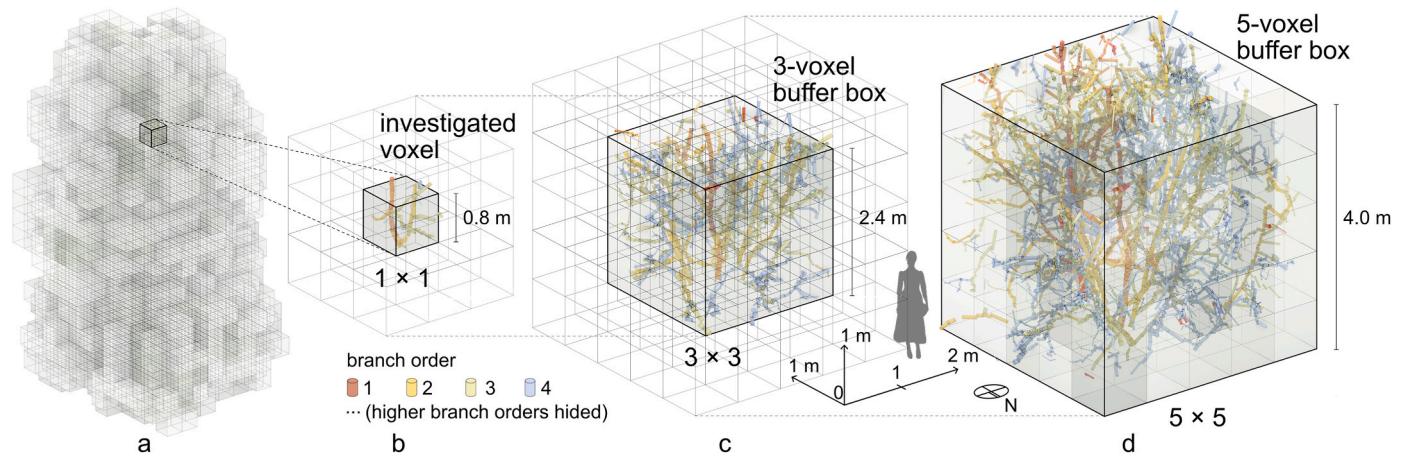 investigated
voxel
0.8 m
1 × 1
3-voxel
buffer box
2.4 m
3 × 3
5-voxel
buffer box
4.0 m
5 × 5
branch order
1 2 3 4
··· (higher branch orders hided)
1 m
1 m
0
1
2 m
N
a
b
c
d